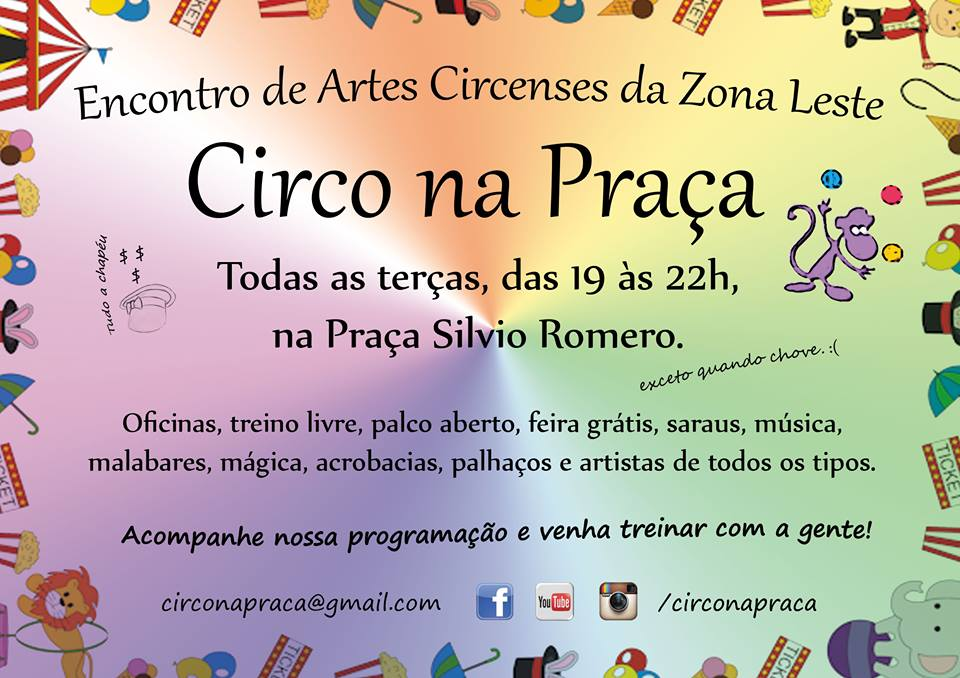 Encontro de Artes Circenses da Zona Leste
Circo na Praça
tudo a chapéu
$ $
$ $
Todas as terças, das 19 às 22h,
na Praça Silvio Romero.
exceto quando chove. :(
Oficinas, treino livre, palco aberto, feira grátis, saraus, música,
malabares, mágica, acrobacias, palhaços e artistas de todos os tipos.
Acompanhe nossa programação e venha treinar com a gente!
circonapraca@gmail.com
f
You Tube
/circonapraca
TICKET
TICKET
TICKET
TICKET
TICKET
TICKET